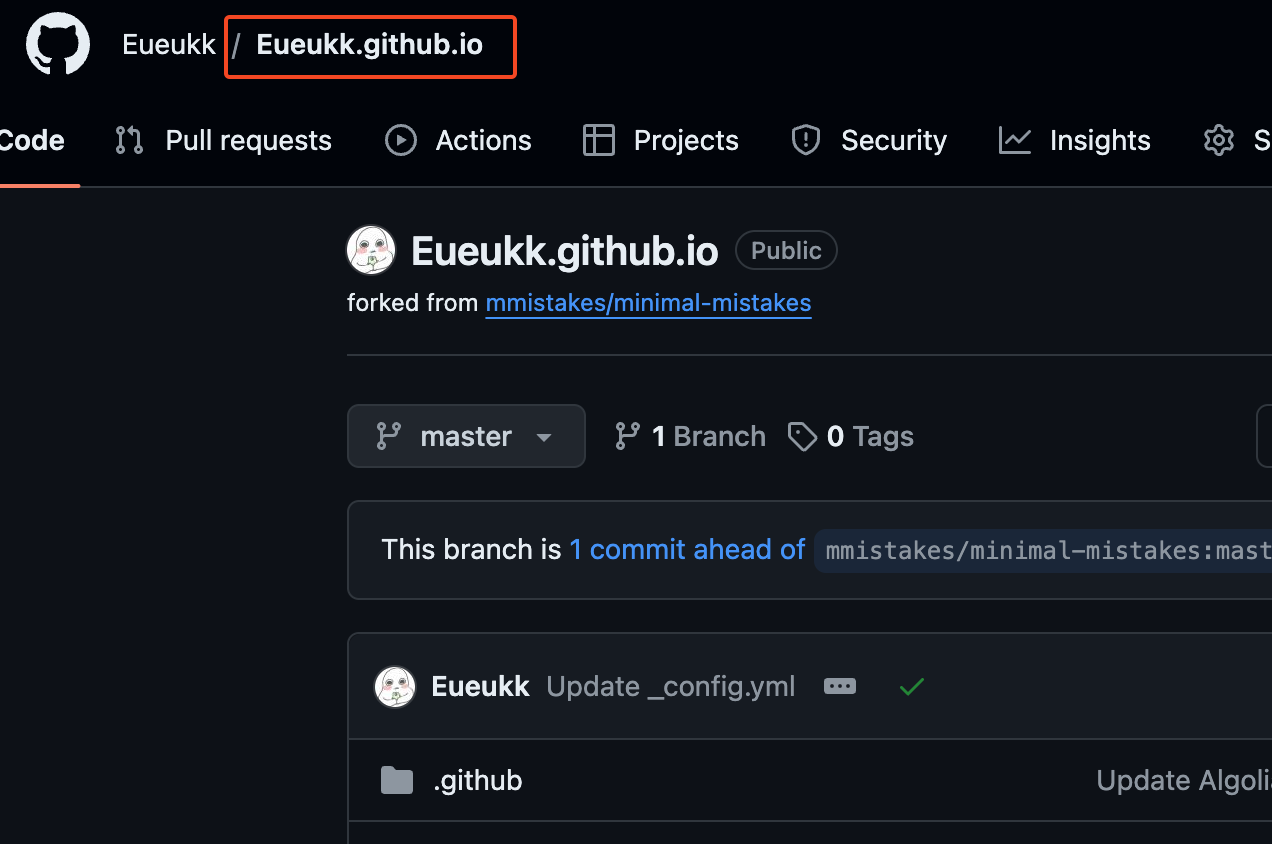 Eueukk / Eueukk.github.io
Code Pull requests Actions Projects Security Insights S
Eueukk.github.io Public
forked from mmistakes/minimal-mistakes
master 1 Branch 0 Tags
This branch is 1 commit ahead of mmistakes/minimal-mistakes:mast
Eueukk Update _config.yml
.github Update Algoli